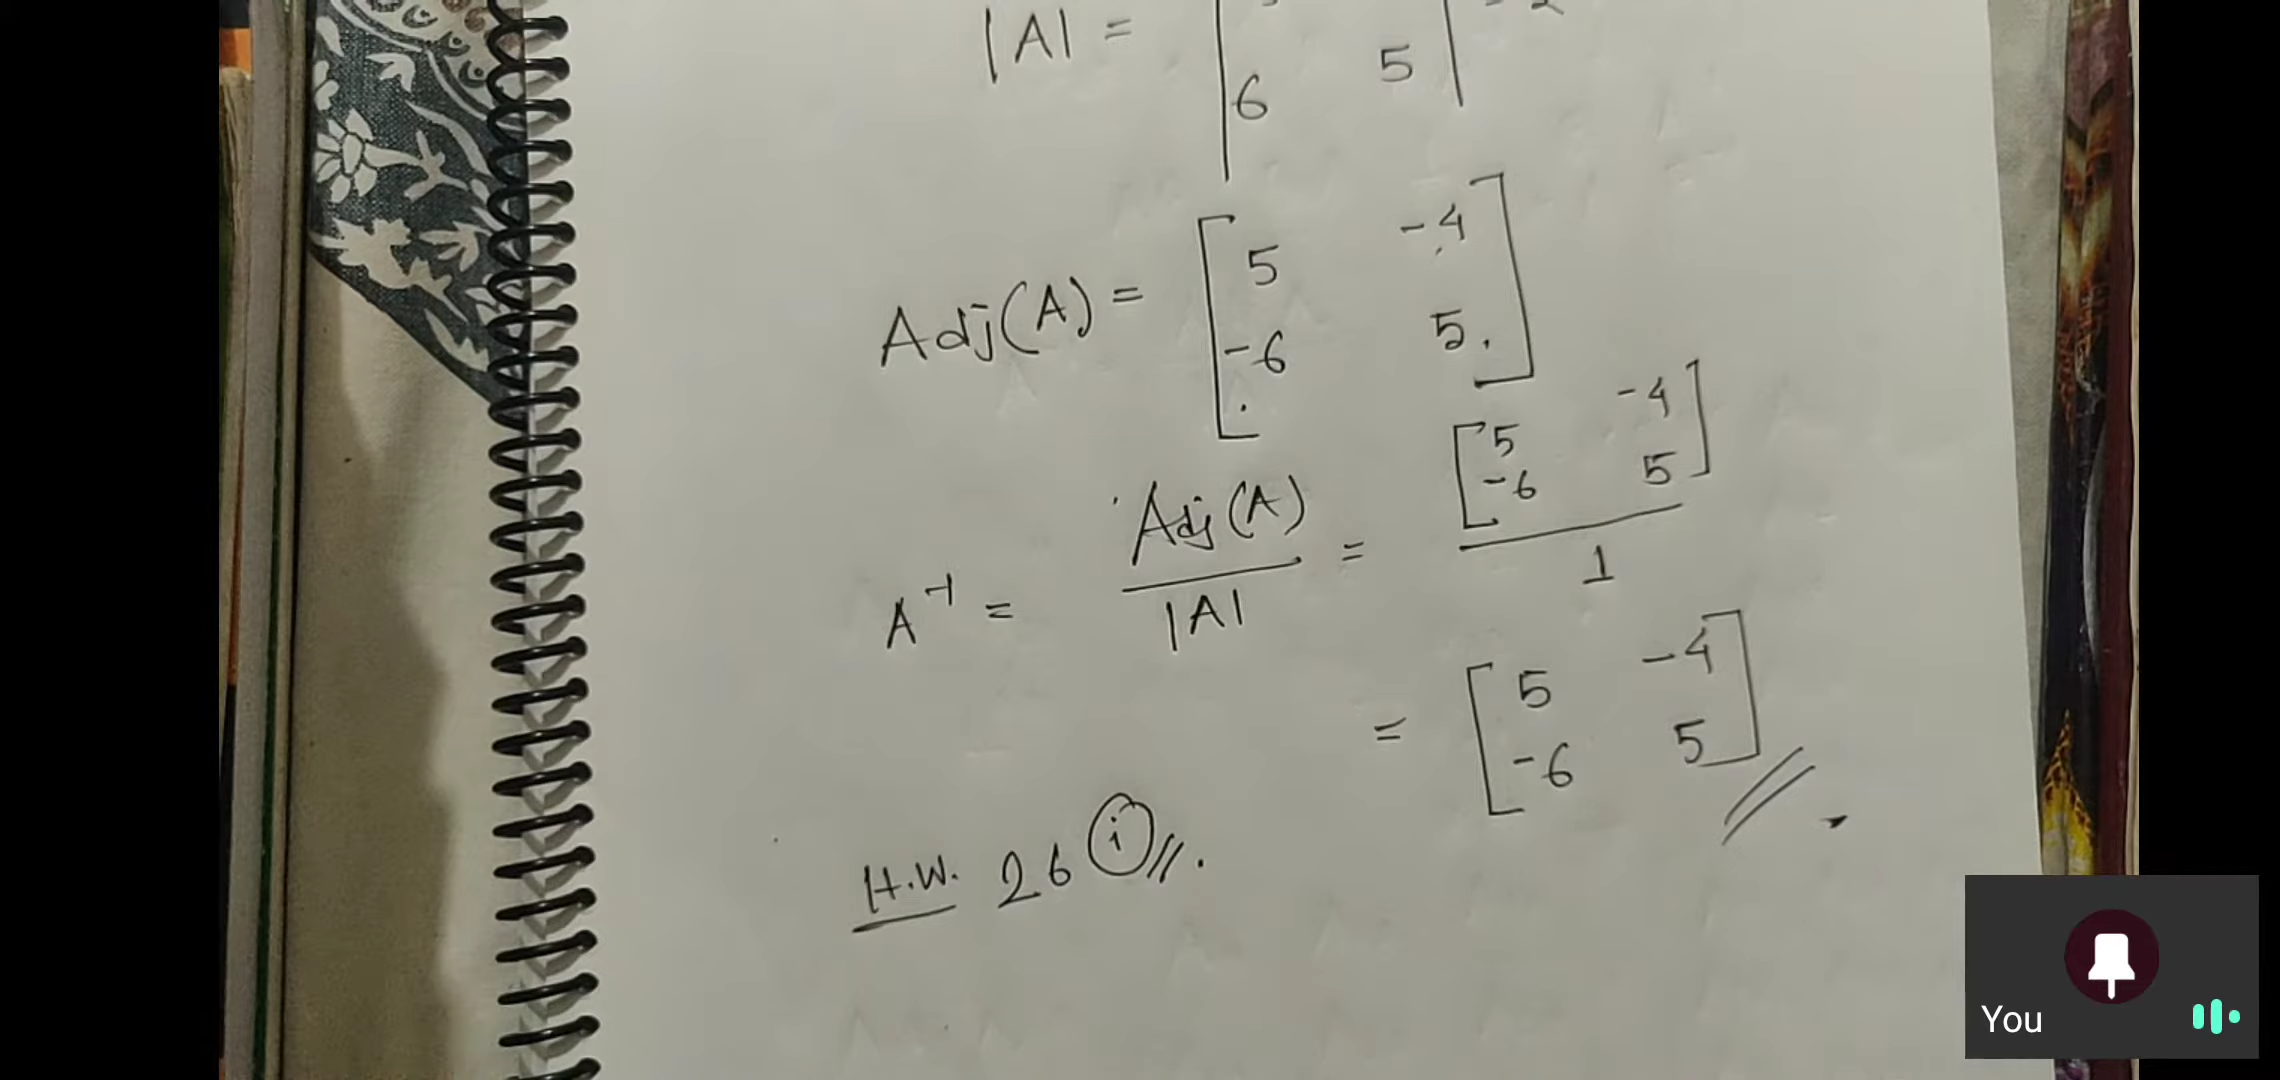 |A| =
6 5
Adj(A) = [5 -4
-6 5]
A⁻¹ = Adj(A) / |A| = [5 -4
-6 5] / 1
= [5 -4
-6 5]
H.W. 26 (i) //.
You